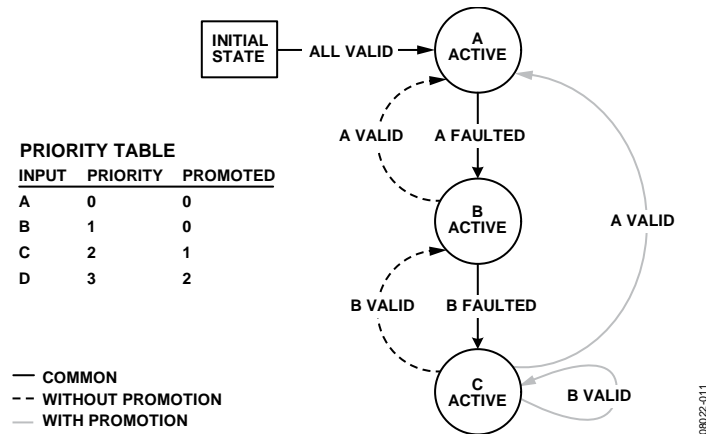 INITIAL
STATE
ALL VALID
A
ACTIVE
A VALID
A FAULTED
PRIORITY TABLE
INPUT PRIORITY PROMOTED
A 0 0
B 1 0
C 2 1
D 3 2
B
ACTIVE
A VALID
B VALID
B FAULTED
C
ACTIVE
B VALID
COMMON
WITHOUT PROMOTION
WITH PROMOTION
08022-011